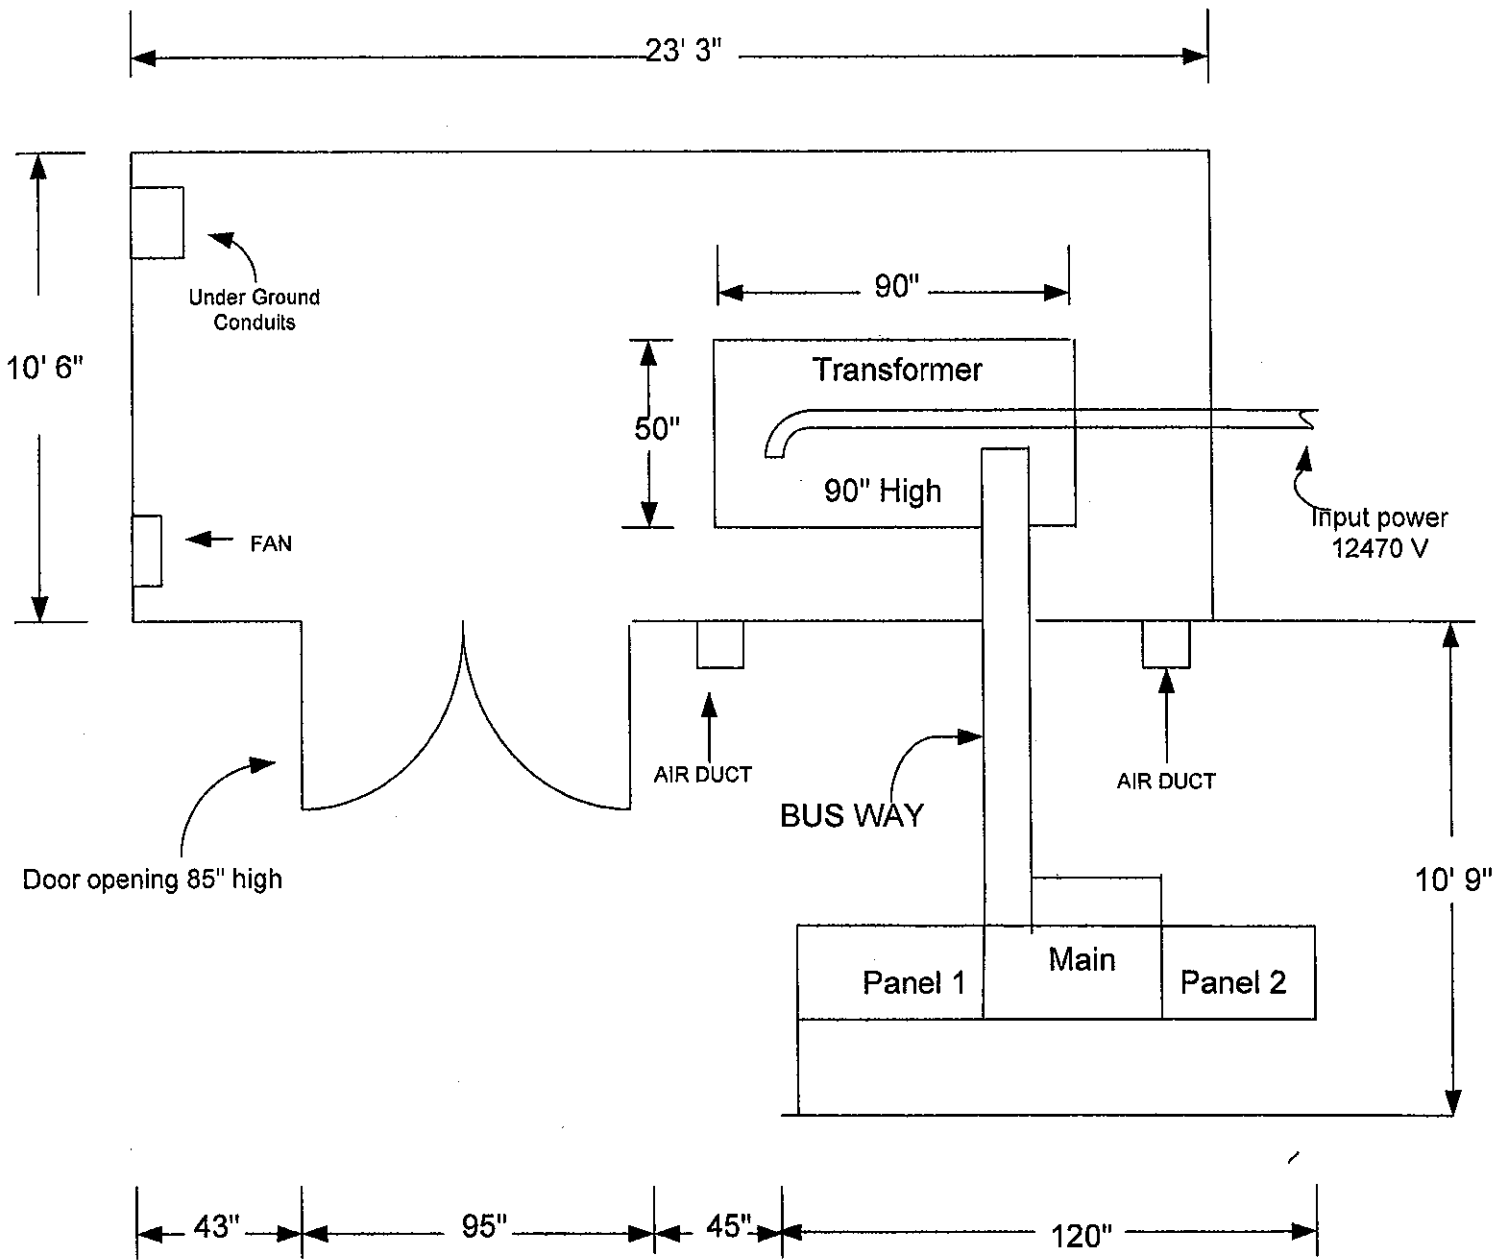 23' 3"
Under Ground
Conduits
90"
10' 6"
Transformer
50"
90" High
FAN
Input power
12470 V
AIR DUCT
AIR DUCT
BUS WAY
Door opening 85" high
10' 9"
Main
Panel 1
Panel 2
43"
95"
45"
120"